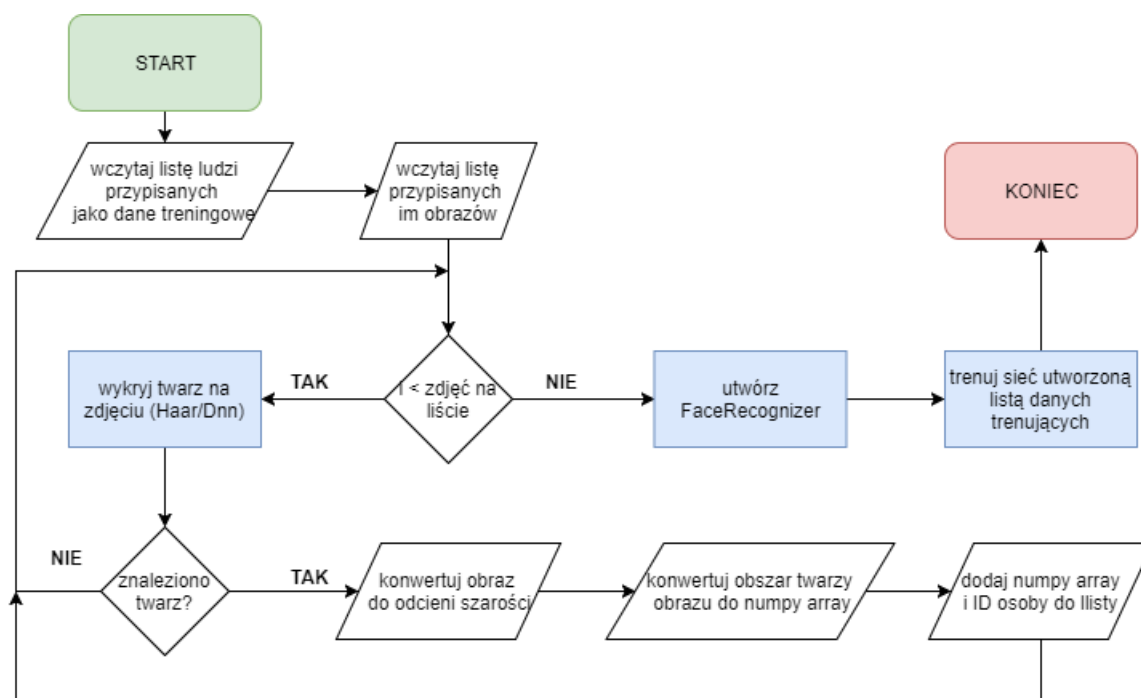 START
wczytaj listę ludzi
przypisanych
jako dane treningowe
wczytaj listę
przypisanych
im obrazów
KONIEC
wykryj twarz na
zdjęciu (Haar/Dnn)
TAK
I < zdjęć na
liście
NIE
utwórz
FaceRecognizer
trenuj sieć utworzoną
listą danych
trenujących
NIE
znaleziono
twarz?
TAK
konwertuj obraz
do odcieni szarości
konwertuj obszar twarzy
obrazu do numpy array
dodaj numpy array
i ID osoby do llisty